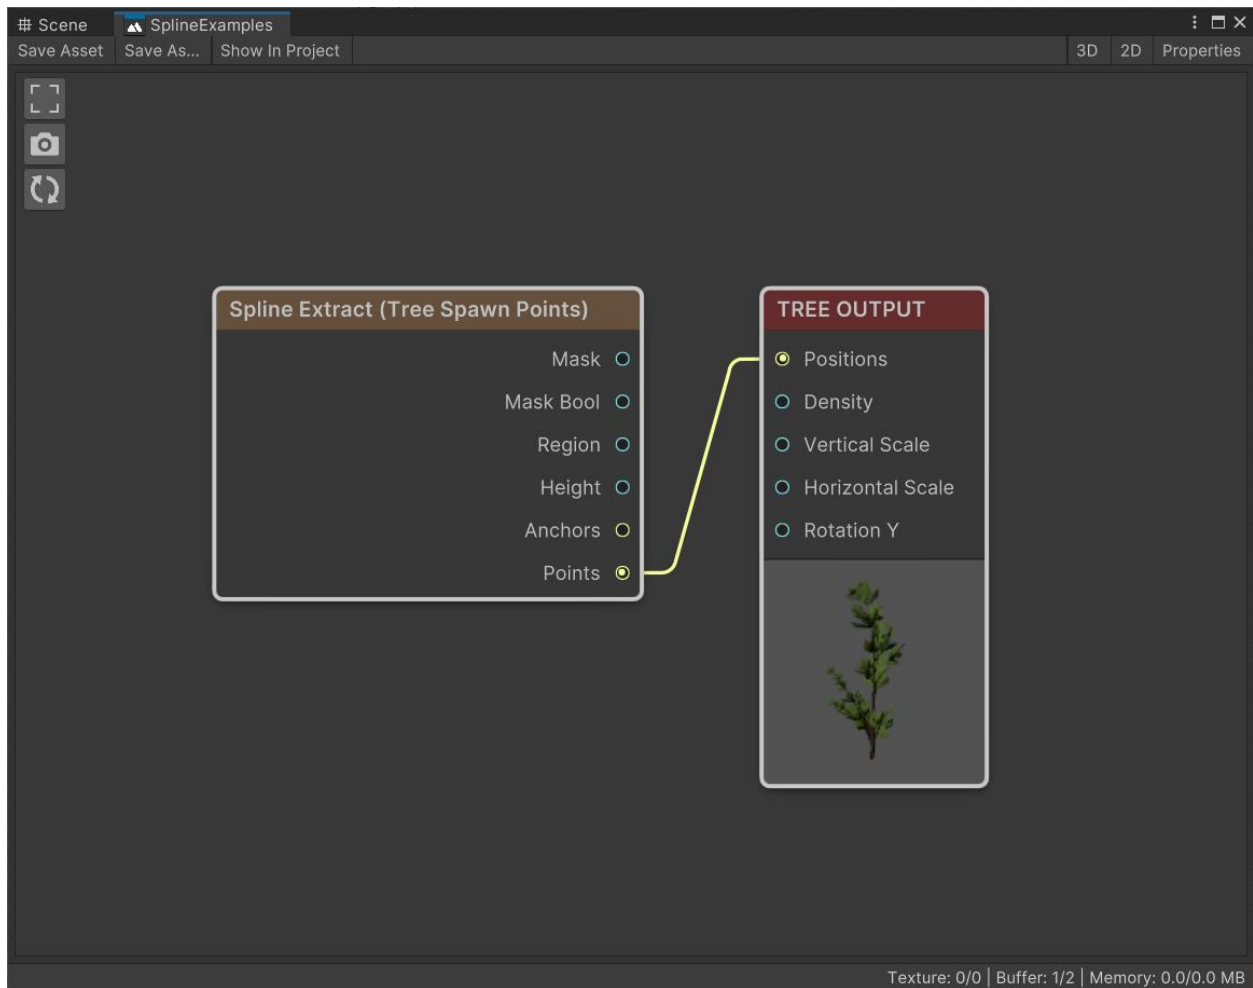 Scene
SplineExamples
Save Asset
Save As...
Show In Project
3D
2D
Properties
Spline Extract (Tree Spawn Points)
Mask
Mask Bool
Region
Height
Anchors
Points
TREE OUTPUT
Positions
Density
Vertical Scale
Horizontal Scale
Rotation Y
Texture: 0/0 | Buffer: 1/2 | Memory: 0.0/0.0 MB